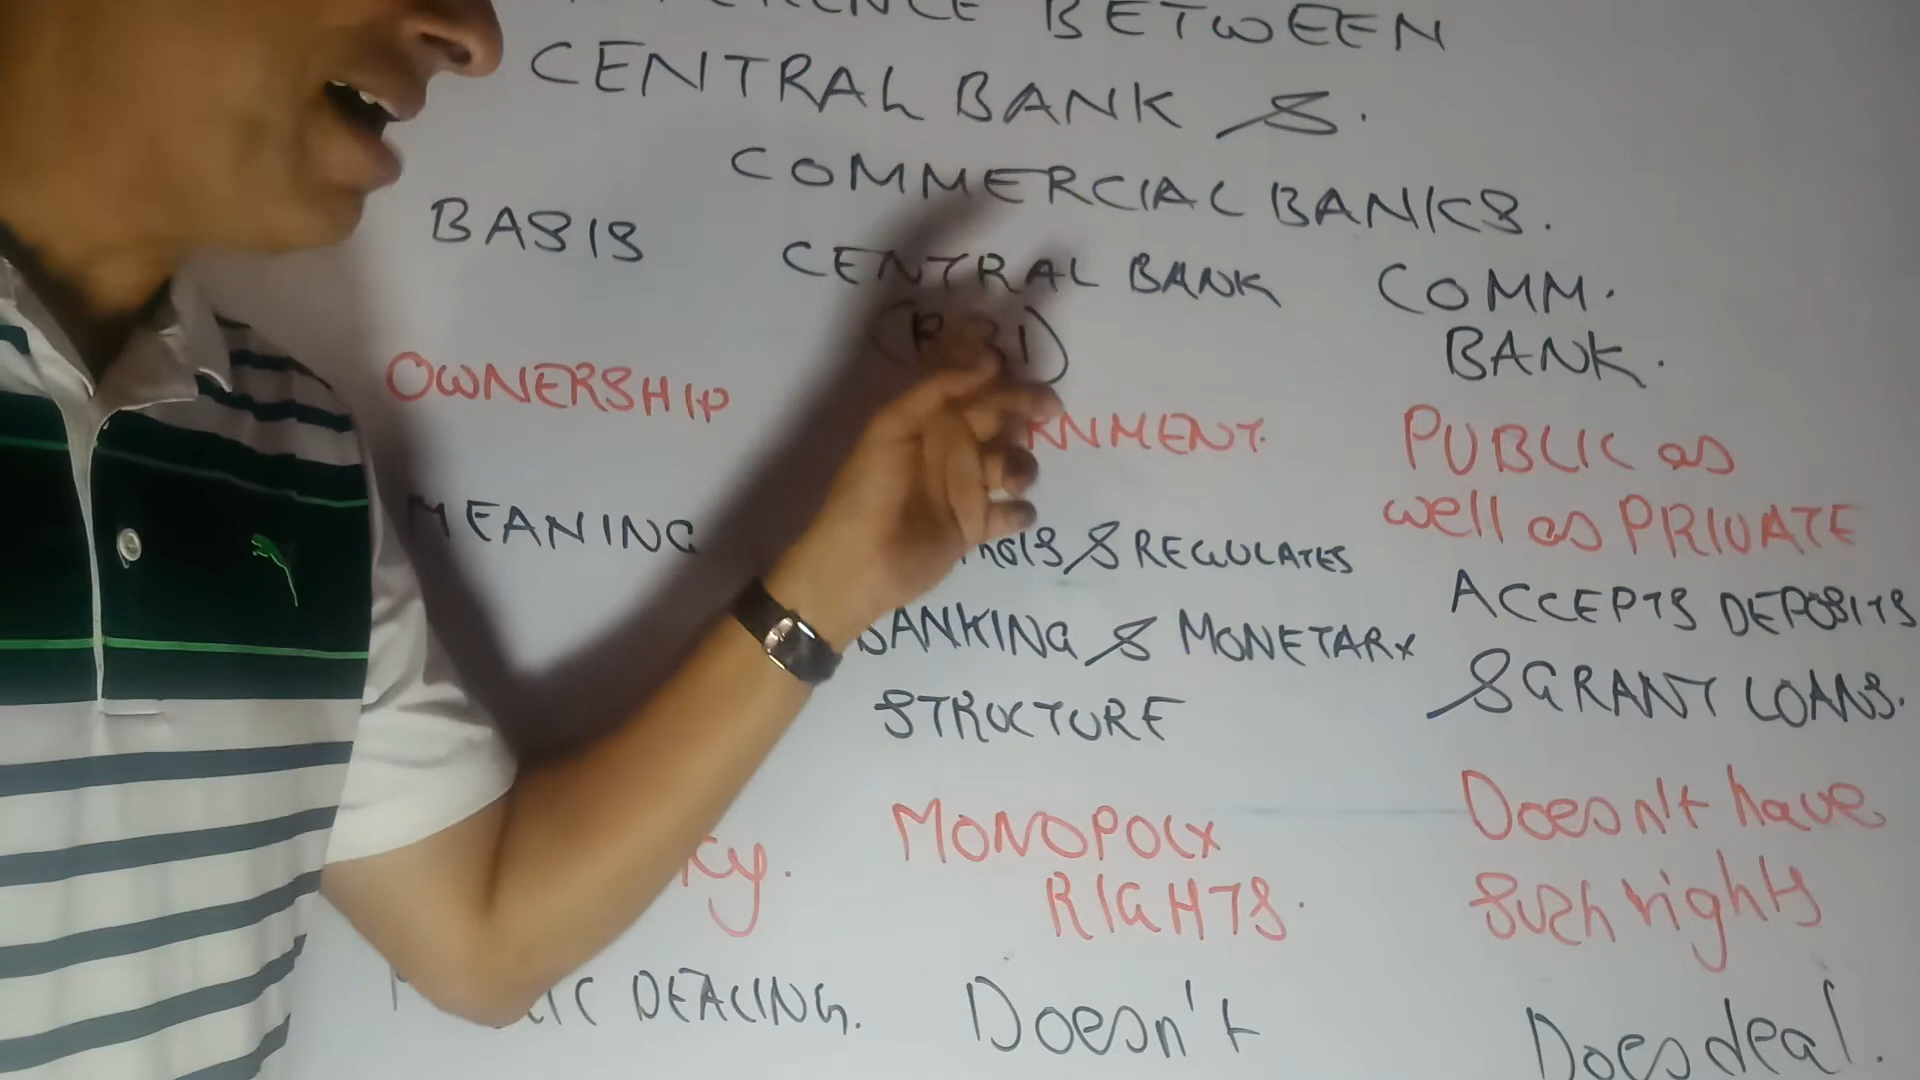 BETWEEN
CENTRAL BANK &.
COMMERCIAL BANKS.
BASIS CENTRAL BANK COMM.
BANK.
OWNERSHIP PUBLIC as
well as PRIVATE
MEANING & REGULATES ACCEPTS DEPOSITS
BANKING & MONETARY & GRANT LOANS.
STRUCTURE
MONOPOLY Doesn't have
RIGHTS. such rights
DEALING. Doesn't Does deal.